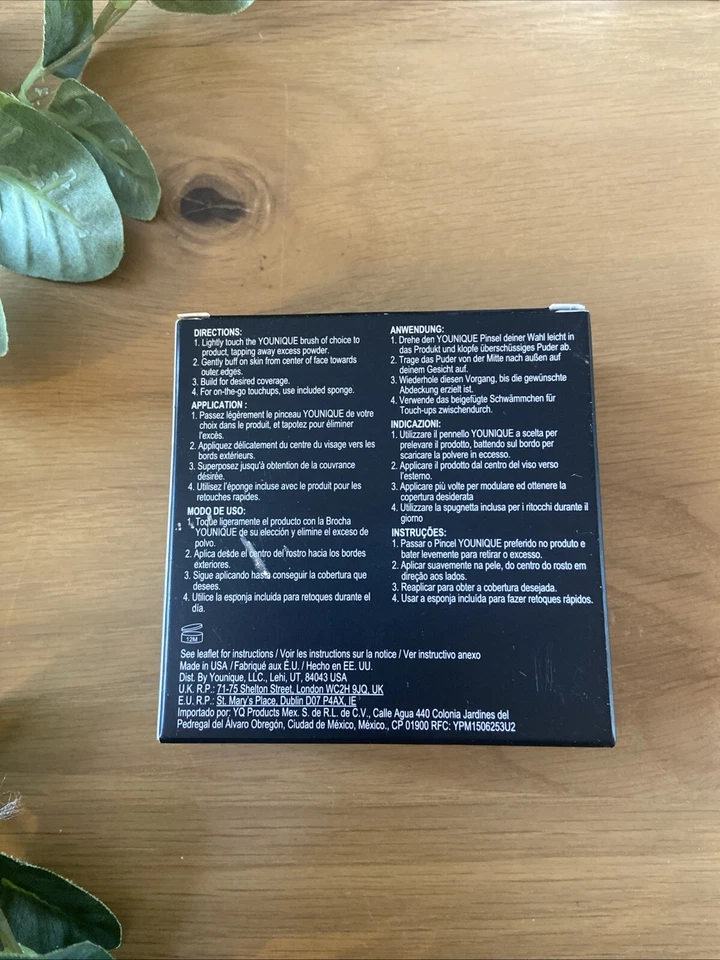 DIRECTIONS:
1. Lightly touch the YOUNIQUE brush of choice to
product, tapping away excess powder.
2. Gently buff on skin from center of face towards
outer edges.
3. Build for desired coverage.
4. For on-the-go touchups, use included sponge.
APPLICATION :
1. Passez légèrement le pinceau YOUNIQUE de votre
choix dans le produit, et tapotez pour éliminer
l'excès.
2. Appliquez délicatement du centre du visage vers les
bords extérieurs.
3. Superposez jusqu'à obtention de la couvrance
désirée.
4. Utilisez l'éponge incluse avec le produit pour les
retouches rapides.
MODO DE USO:
1. Toque ligeramente el producto con la Brocha
YOUNIQUE de su elección y elimine el exceso de
polvo.
2. Aplica desde el centro del rostro hacia los bordes
exteriores.
3. Sigue aplicando hasta conseguir la cobertura que
desees.
4. Utilice la esponja incluida para retoques durante el
día.
ANWENDUNG:
1. Drehe den YOUNIQUE Pinsel deiner Wahl leicht in
das Produkt und klopfe überschüssiges Puder ab.
2. Trage das Puder von der Mitte nach außen auf
deinem Gesicht auf.
3. Wiederhole diesen Vorgang, bis die gewünschte
Abdeckung erzielt ist.
4. Verwende das beigefügte Schwämmchen für
Touch-ups zwischendurch.
INDICAZIONI:
1. Utilizzare il pennello YOUNIQUE a scelta per
prelevare il prodotto, battendo sul bordo per
scaricare la polvere in eccesso.
2. Applicare il prodotto dal centro del viso verso
l'esterno.
3. Applicare più volte per modulare ed ottenere la
copertura desiderata
4. Utilizzare la spugnetta inclusa per i ritocchi durante il
giorno
INSTRUÇÕES:
1. Passar o Pincel YOUNIQUE preferido no produto e
bater levemente para retirar o excesso.
2. Aplicar suavemente na pele, do centro do rosto em
direção aos lados.
3. Reaplicar para obter a cobertura desejada.
4. Usar a esponja incluída para fazer retoques rápidos.
12M
See leaflet for instructions / Voir les instructions sur la notice / Ver instructivo anexo
Made in USA / Fabriqué aux É.U. / Hecho en EE. UU.
Dist. By Younique, LLC., Lehi, UT, 84043 USA
U.K. R.P.: 71-75 Shelton Street, London WC2H 9JQ, UK
E.U. R.P.: St. Mary's Place, Dublin D07 P4AX, IE
Importado por: YQ Products Mex. S. de R.L. de C.V., Calle Agua 440 Colonia Jardines del
Pedregal del Álvaro Obregón, Ciudad de México, México., CP 01900 RFC: YPM1506253U2